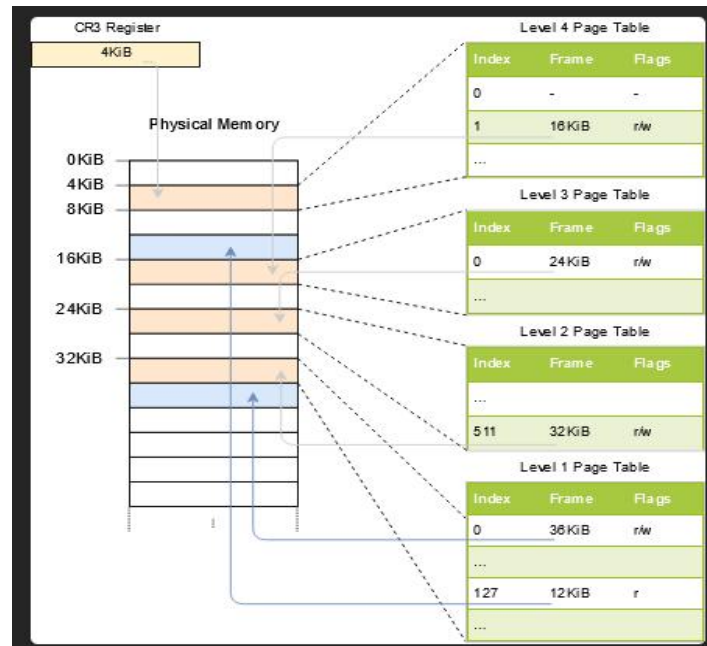 CR3 Register
4KiB
Physical Memory
0KiB
4KiB
8KiB
16KiB
24KiB
32KiB
Level 4 Page Table
Index Frame Flags
0 - -
1 16KiB r/w
...
Level 3 Page Table
Index Frame Flags
0 24KiB r/w
...
Level 2 Page Table
Index Frame Flags
...
511 32KiB r/w
Level 1 Page Table
Index Frame Flags
0 36KiB r/w
...
127 12KiB r
...